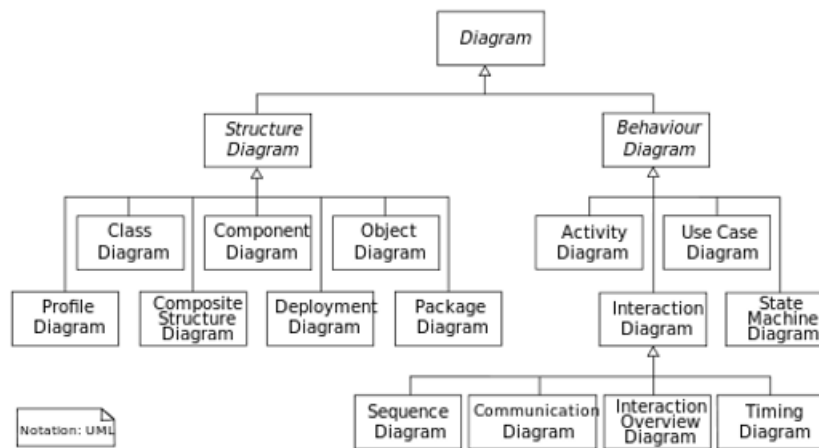 Diagram
Structure
Diagram
Behaviour
Diagram
Class
Diagram
Component
Diagram
Object
Diagram
Activity
Diagram
Use Case
Diagram
Profile
Diagram
Composite
Structure
Diagram
Deployment
Diagram
Package
Diagram
Interaction
Diagram
State
Machine
Diagram
Sequence
Diagram
Communication
Diagram
Interaction
Overview
Diagram
Timing
Diagram
Notation: UML